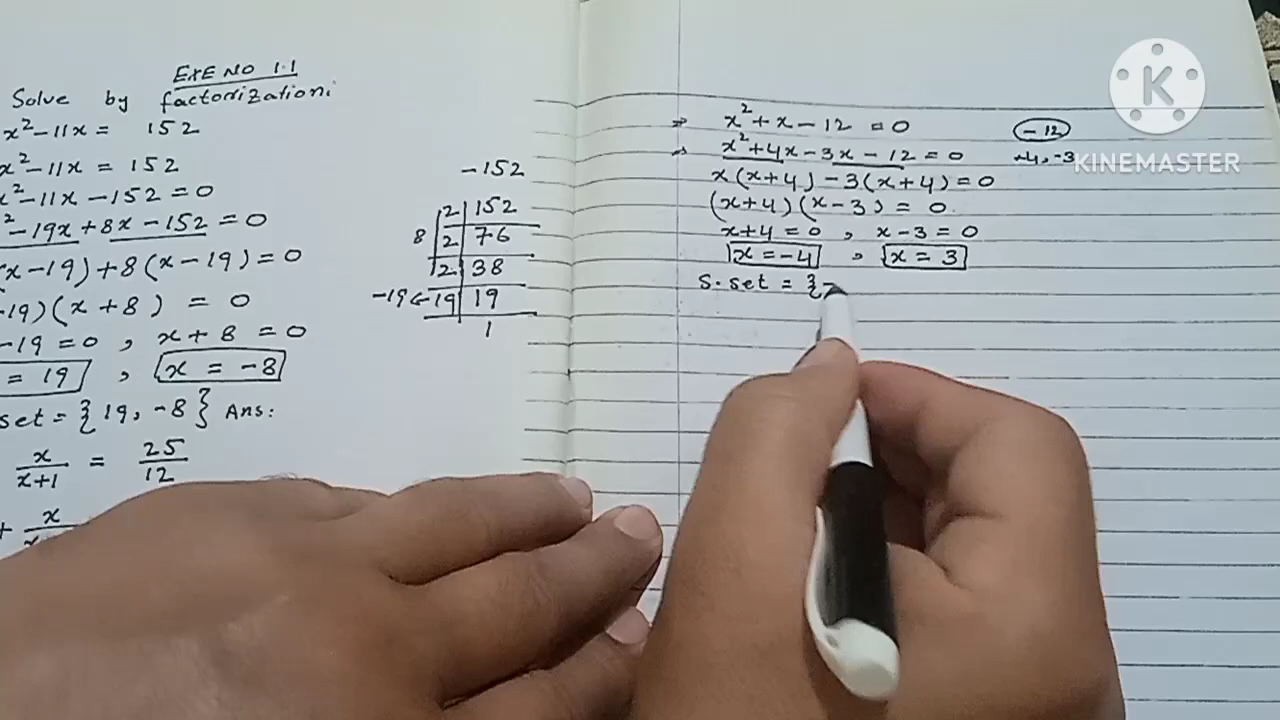 EXE NO 1.1
Solve by factorization:
x²-11x = 152
x²-11x = 152
x²-11x-152 = 0
²-19x+8x-152 = 0
(x-19)+8(x-19) = 0
-19)(x+8) = 0
-19=0, x+8 = 0
= 19, x = -8
set = {19, -8} Ans:
x/x+1 = 25/12
+ x
-152
2|152
8 2|76
2|38
-19← 19|19
1
⇒ x²+x-12 = 0
-12
⇒ x²+4x-3x-12 = 0
+4, -3
x(x+4)-3(x+4) = 0
(x+4)(x-3) = 0
x+4=0, x-3=0
x=-4, x=3
S.set = {-
K
KINEMASTER